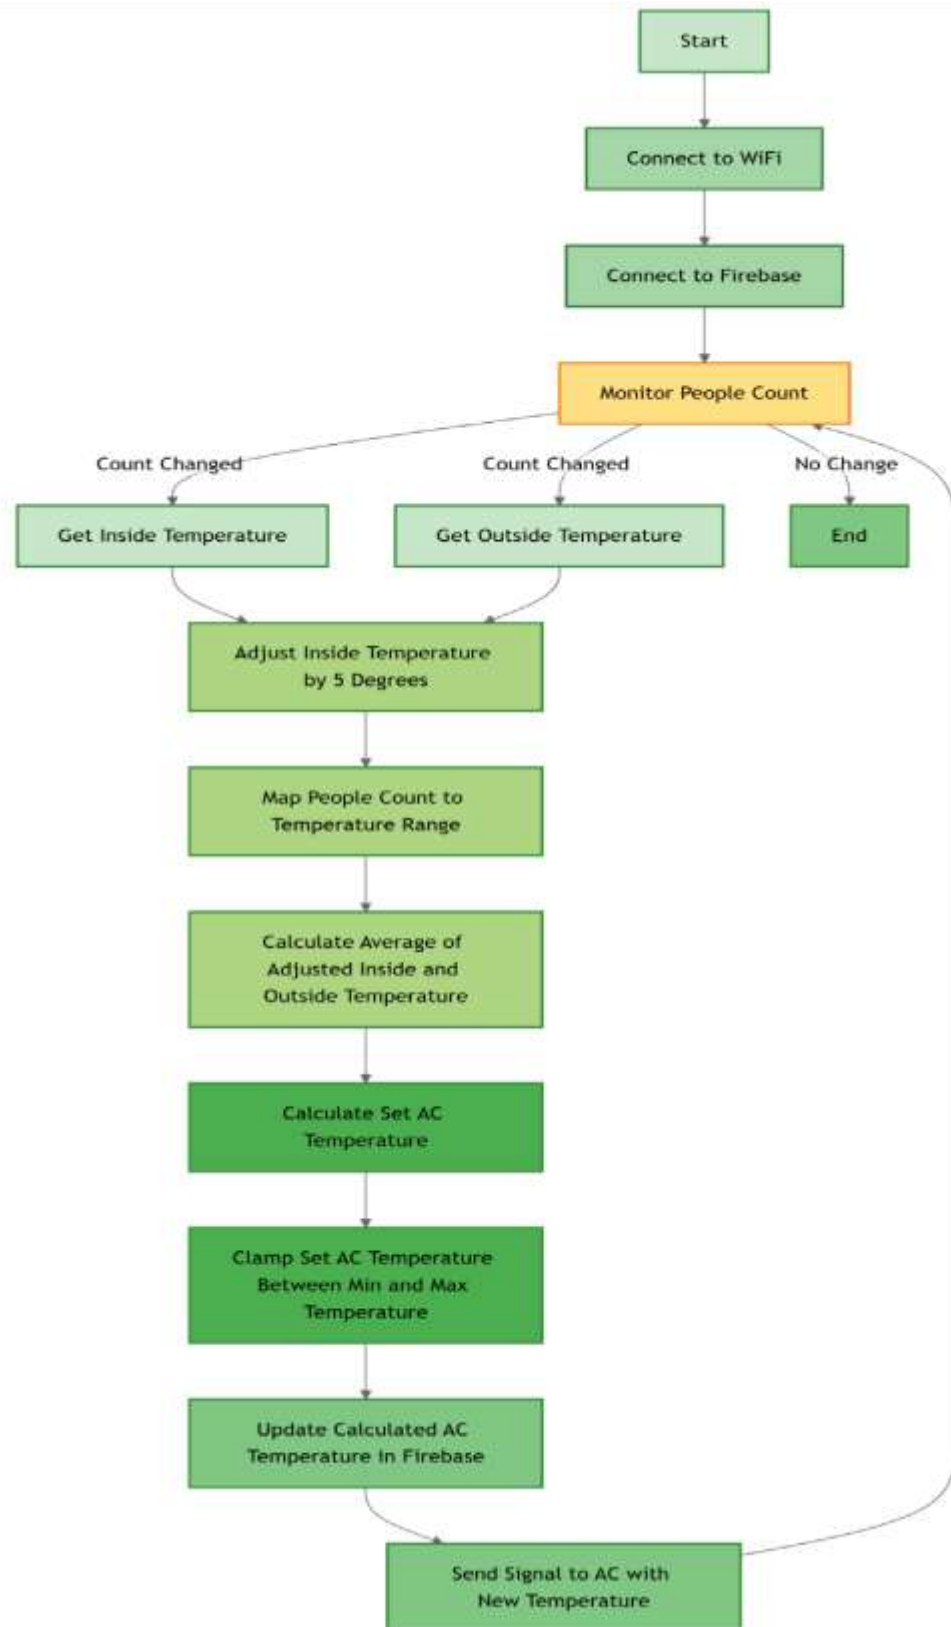 Start
Connect to WiFi
Connect to Firebase
Monitor People Count
Count Changed
Count Changed
No Change
Get Inside Temperature
Get Outside Temperature
End
Adjust Inside Temperature
by 5 Degrees
Map People Count to
Temperature Range
Calculate Average of
Adjusted Inside and
Outside Temperature
Calculate Set AC
Temperature
Clamp Set AC Temperature
Between Min and Max
Temperature
Update Calculated AC
Temperature in Firebase
Send Signal to AC with
New Temperature